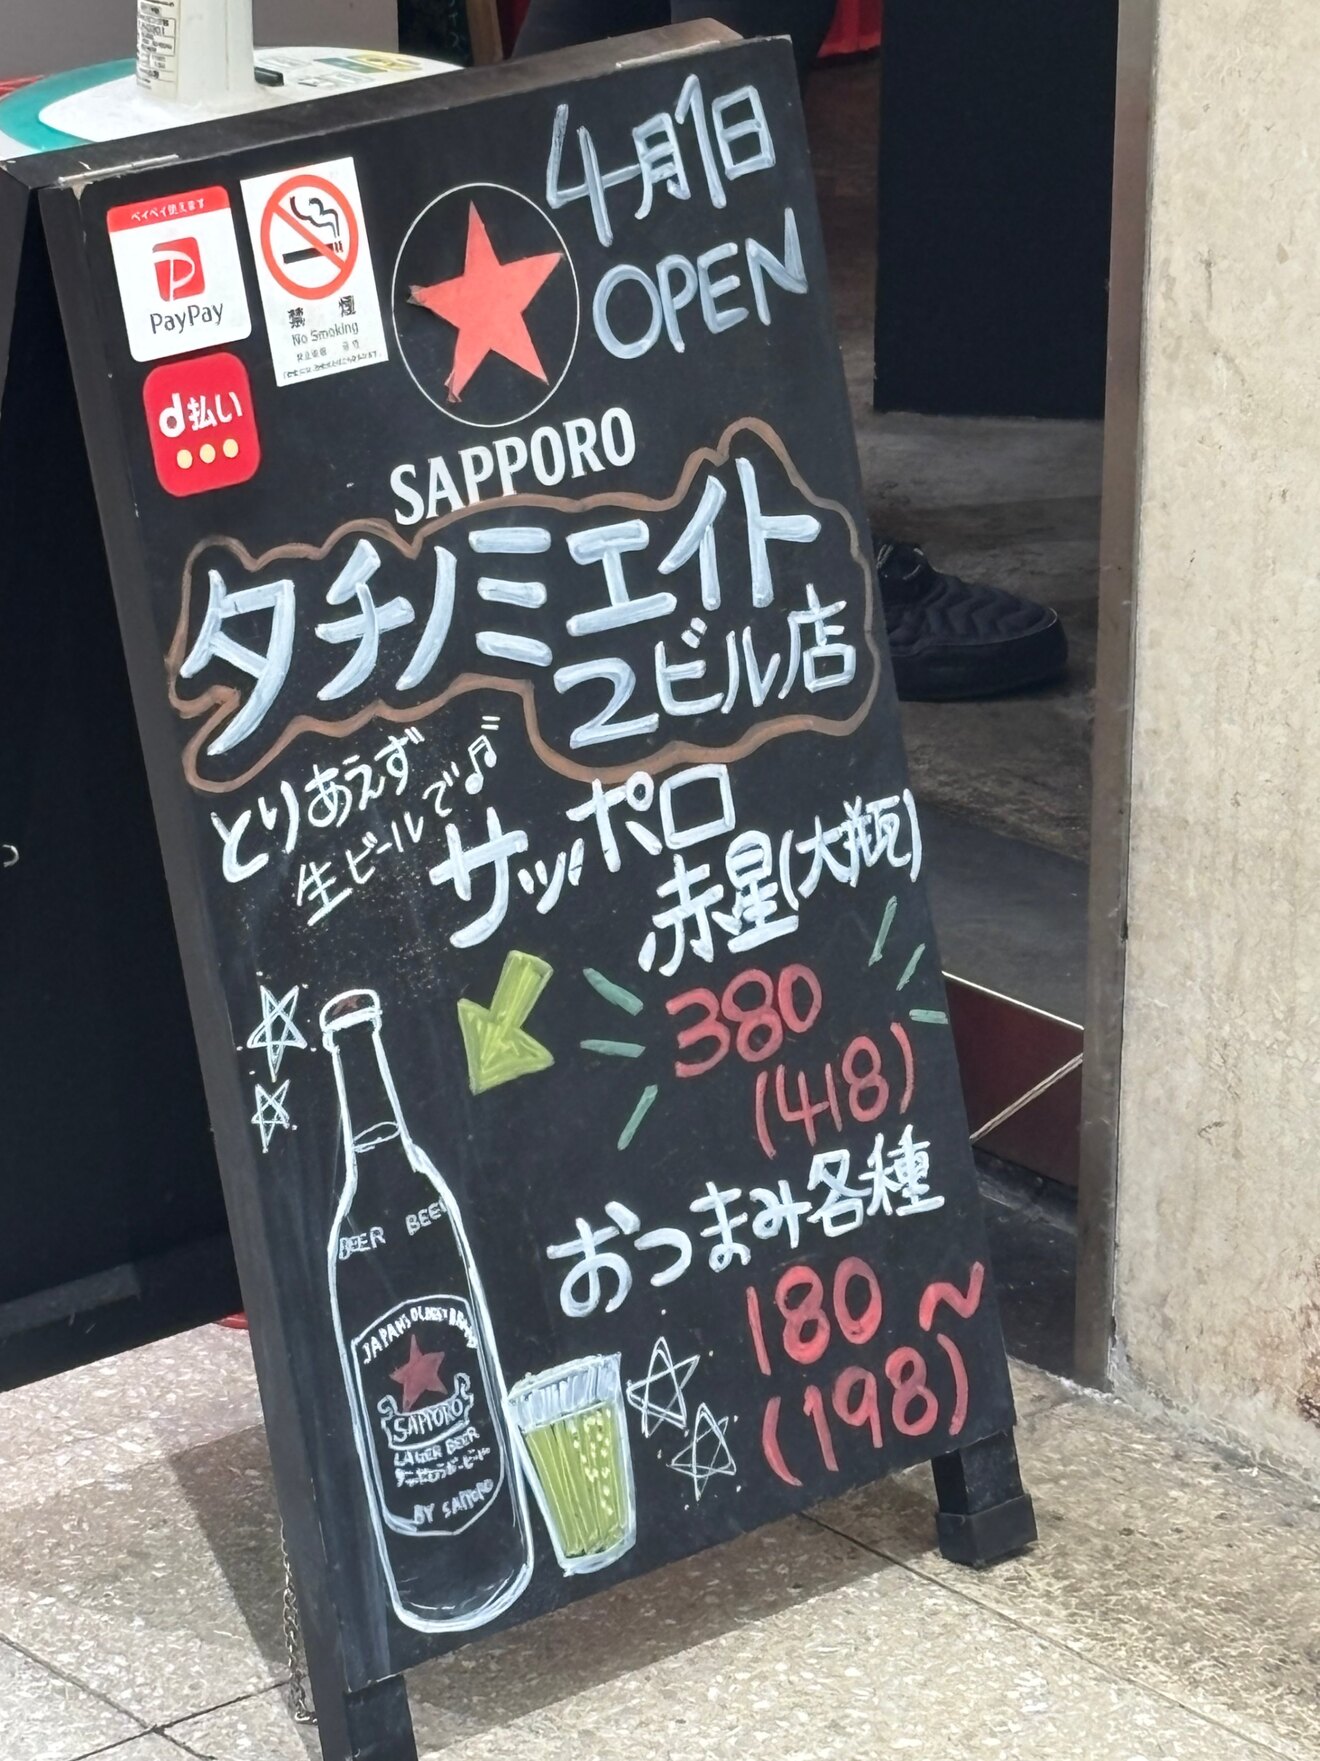 4月1日
OPEN
ペイペイ使えます
PayPay
禁煙
No Smoking
d払い
SAPPORO
タチノミエイト
2ビル店
とりあえず
生ビールで♫
サッポロ
赤星(大瓶)
380
(418)
おつまみ各種
180~
(198)
BEER BEER
JAPAN'S OLDEST BRAND
SAPPORO
LAGER BEER
BY SAPPORO